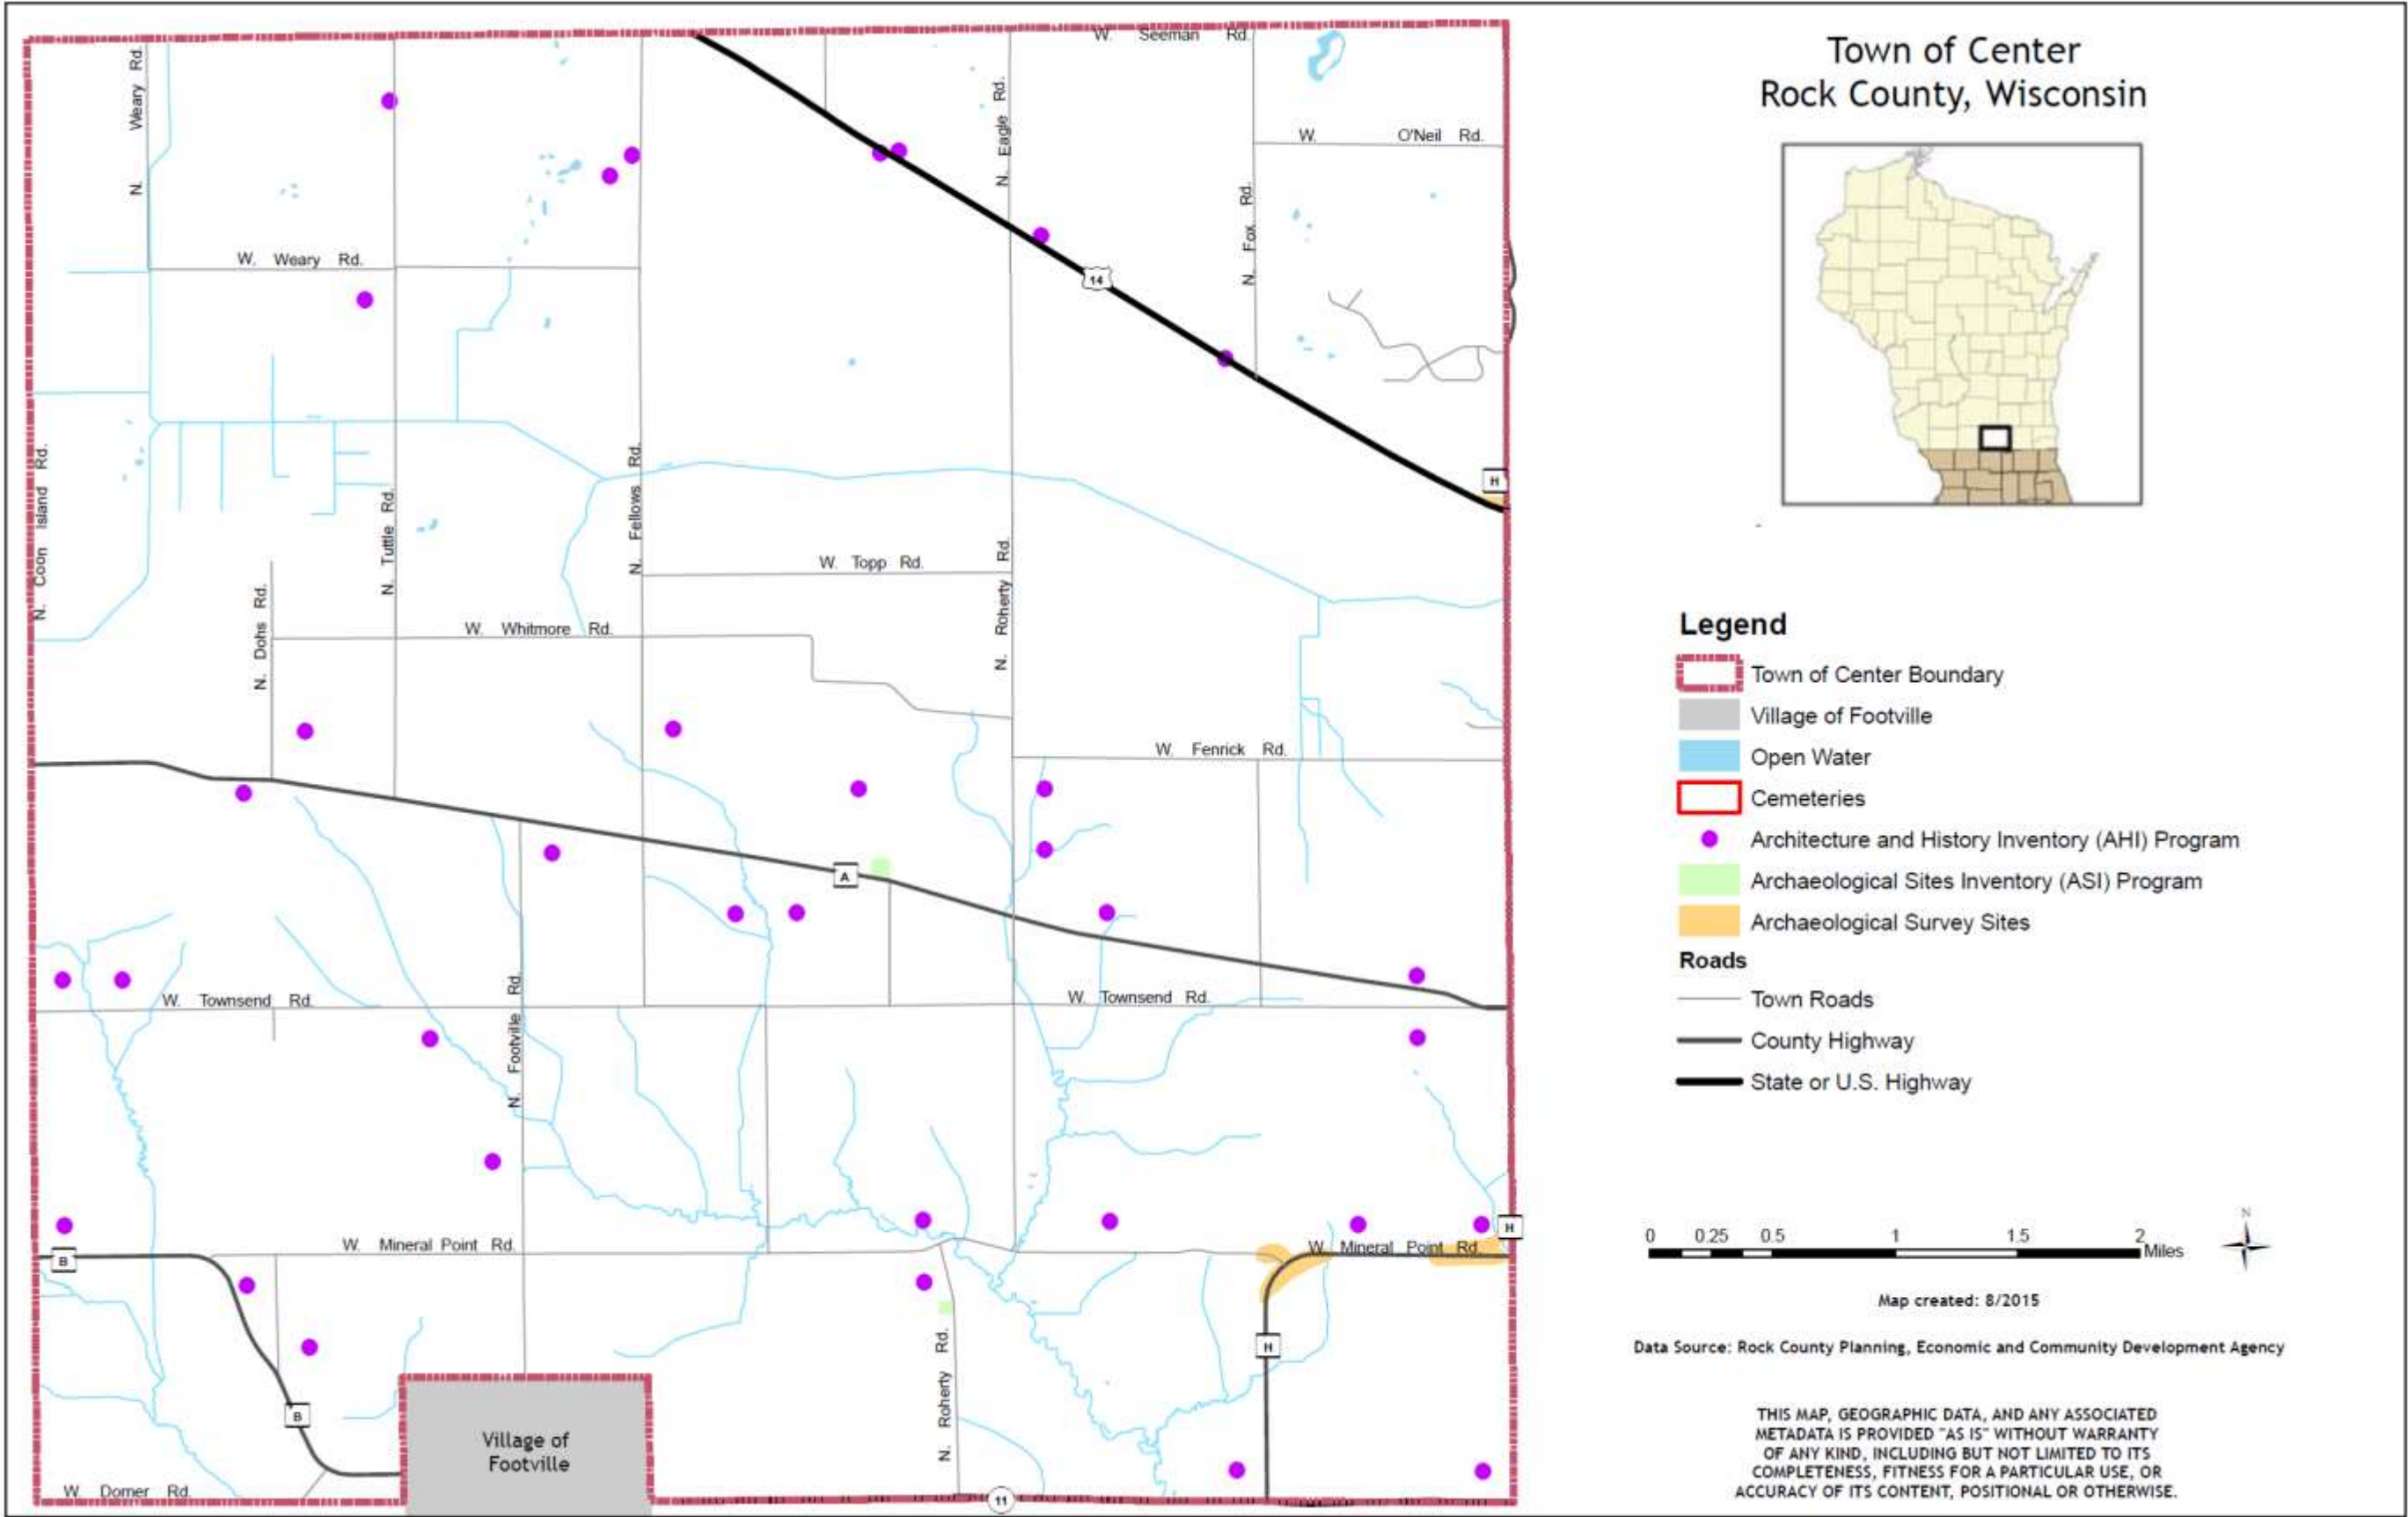 Town of Center
Rock County, Wisconsin
W. Seeman Rd.
N. Weary Rd.
N. Eagle Rd.
W. O'Neil Rd.
N. Fox Rd.
W. Weary Rd.
14
N. Coon Island Rd.
N. Tuttle Rd.
N. Fellows Rd.
H
W. Topp Rd.
N. Roherty Rd.
N. Dohs Rd.
W. Whitmore Rd.
W. Fenrick Rd.
A
W. Townsend Rd.
W. Townsend Rd.
N. Footville Rd.
H
W. Mineral Point Rd.
W. Mineral Point Rd.
B
H
N. Roherty Rd.
B
Village of
Footville
W. Dorner Rd.
11
Legend
Town of Center Boundary
Village of Footville
Open Water
Cemeteries
Architecture and History Inventory (AHI) Program
Archaeological Sites Inventory (ASI) Program
Archaeological Survey Sites
Roads
Town Roads
County Highway
State or U.S. Highway
0 0.25 0.5 1 1.5 2
Miles
N
Map created: 8/2015
Data Source: Rock County Planning, Economic and Community Development Agency
THIS MAP, GEOGRAPHIC DATA, AND ANY ASSOCIATED
METADATA IS PROVIDED "AS IS" WITHOUT WARRANTY
OF ANY KIND, INCLUDING BUT NOT LIMITED TO ITS
COMPLETENESS, FITNESS FOR A PARTICULAR USE, OR
ACCURACY OF ITS CONTENT, POSITIONAL OR OTHERWISE.